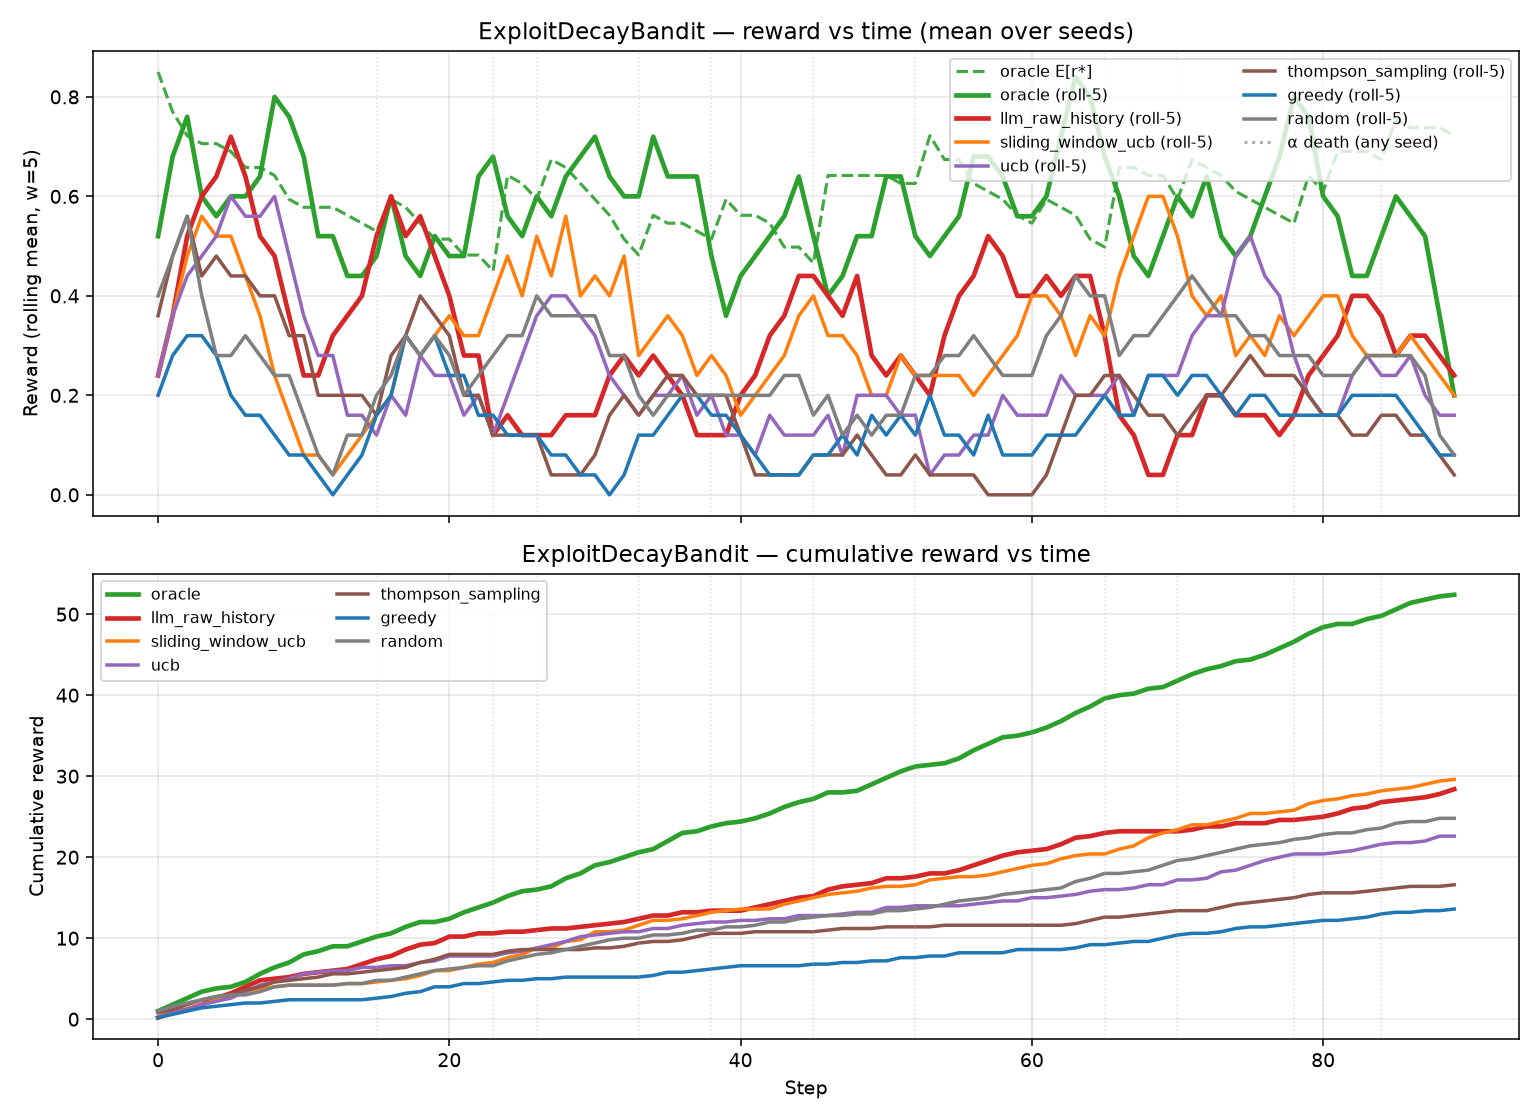 ExploitDecayBandit — reward vs time (mean over seeds)
Reward (rolling mean, w=5)
0.8
0.6
0.4
0.2
0.0
oracle E[r*]
oracle (roll-5)
llm_raw_history (roll-5)
sliding_window_ucb (roll-5)
ucb (roll-5)
thompson_sampling (roll-5)
greedy (roll-5)
random (roll-5)
α death (any seed)
ExploitDecayBandit — cumulative reward vs time
Cumulative reward
50
40
30
20
10
0
oracle
llm_raw_history
sliding_window_ucb
ucb
thompson_sampling
greedy
random
0 20 40 60 80
Step